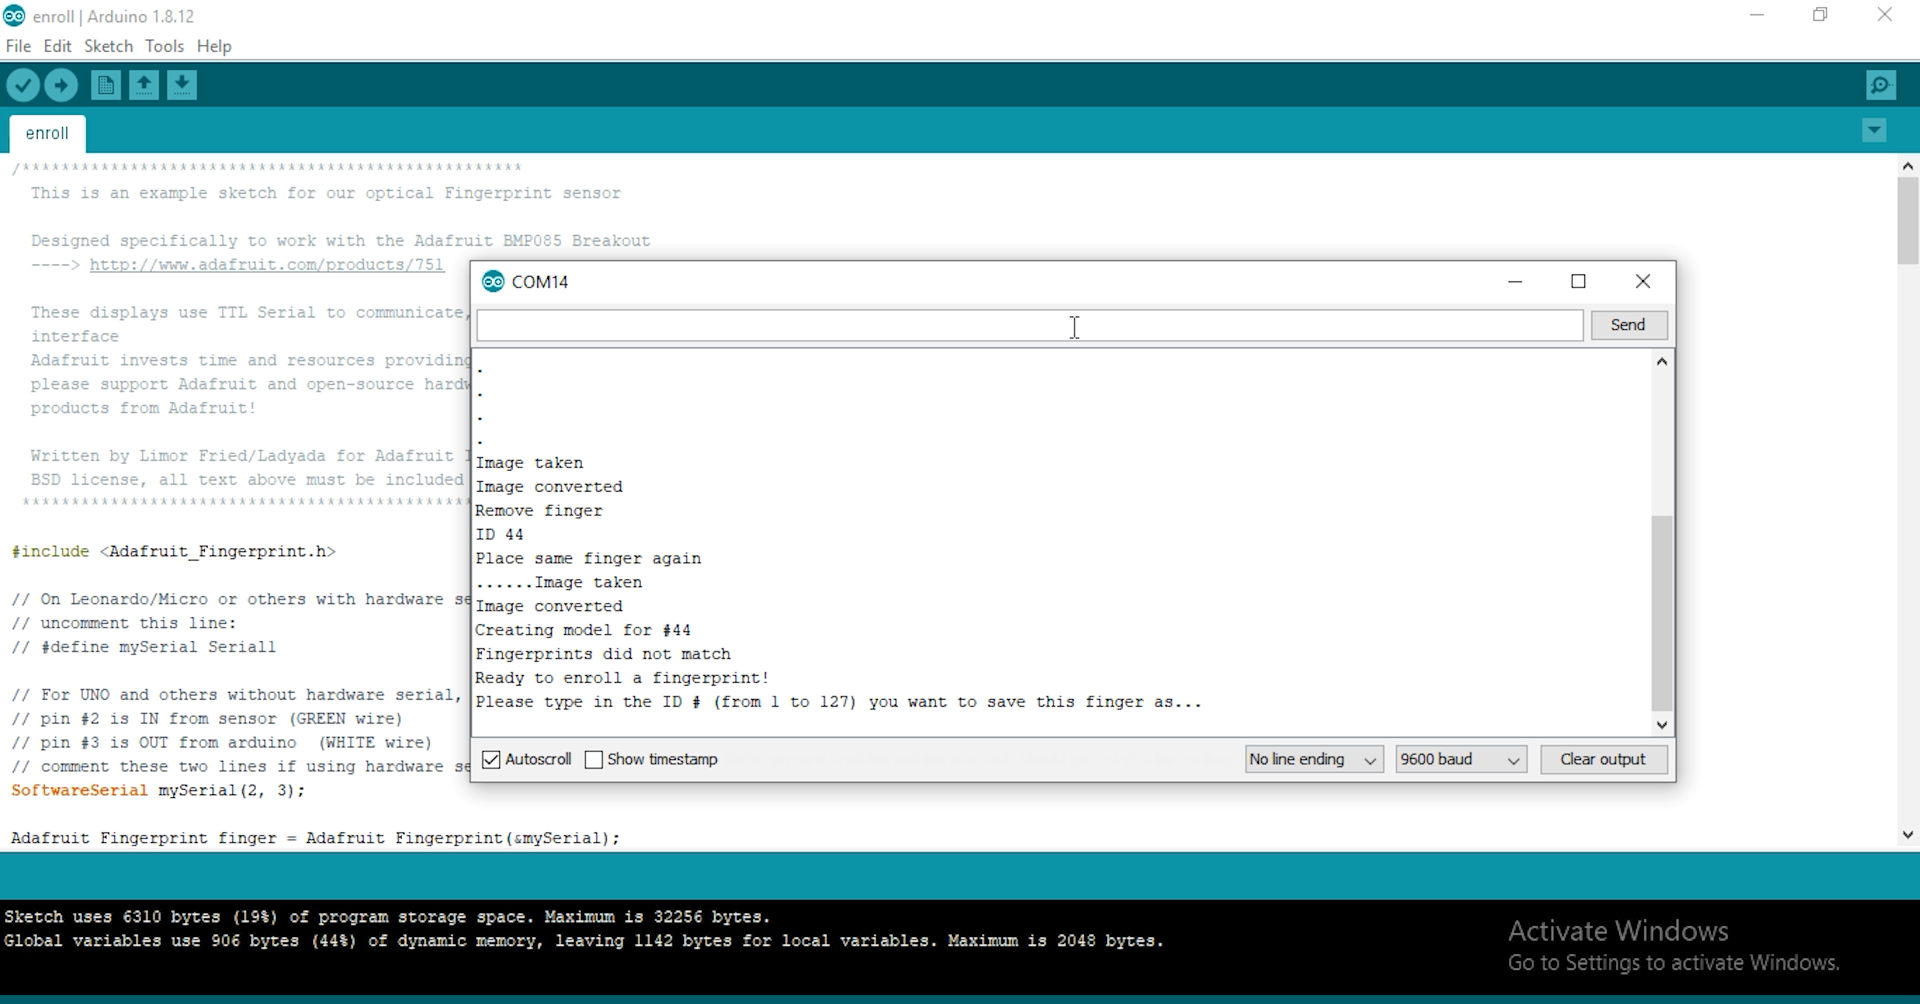 enroll | Arduino 1.8.12
File Edit Sketch Tools Help
enroll
/***************************************************
This is an example sketch for our optical Fingerprint sensor
Designed specifically to work with the Adafruit BMP085 Breakout
----> http://www.adafruit.com/products/751
These displays use TTL Serial to communicate,
interface
Adafruit invests time and resources providing
please support Adafruit and open-source
products from Adafruit!
Written by Limor Fried/Ladyada for Adafruit
BSD license, all text above must be included
****************************************************
#include <Adafruit_Fingerprint.h>
// On Leonardo/Micro or others with hardware se
// uncomment this line:
// #define mySerial Serial1
// For UNO and others without hardware serial,
// pin #2 is IN from sensor (GREEN wire)
// pin #3 is OUT from arduino (WHITE wire)
// comment these two lines if using hardware se
SoftwareSerial mySerial(2, 3);
Adafruit_Fingerprint finger = Adafruit_Fingerprint(&mySerial);
COM14
Send
.
.
.
.
Image taken
Image converted
Remove finger
ID 44
Place same finger again
......Image taken
Image converted
Creating model for #44
Fingerprints did not match
Ready to enroll a fingerprint!
Please type in the ID # (from 1 to 127) you want to save this finger as...
Autoscroll Show timestamp No line ending 9600 baud Clear output
Sketch uses 6310 bytes (19%) of program storage space. Maximum is 32256 bytes.
Global variables use 906 bytes (44%) of dynamic memory, leaving 1142 bytes for local variables. Maximum is 2048 bytes.
Activate Windows
Go to Settings to activate Windows.